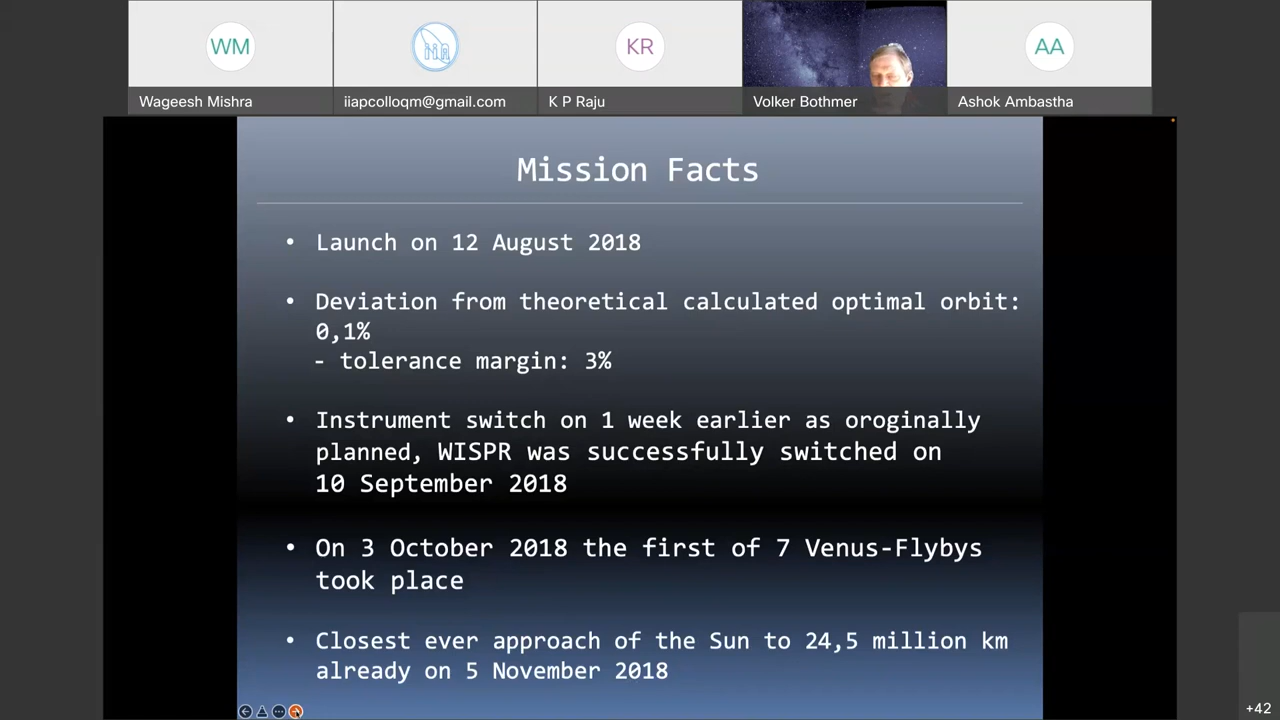 WM
iia
KR
AA
Wageesh Mishra
iiapcolloqm@gmail.com
K P Raju
Volker Bothmer
Ashok Ambastha
Mission Facts
• Launch on 12 August 2018
• Deviation from theoretical calculated optimal orbit:
0,1%
- tolerance margin: 3%
• Instrument switch on 1 week earlier as oroginally
planned, WISPR was successfully switched on
10 September 2018
• On 3 October 2018 the first of 7 Venus-Flybys
took place
• Closest ever approach of the Sun to 24,5 million km
already on 5 November 2018
+42